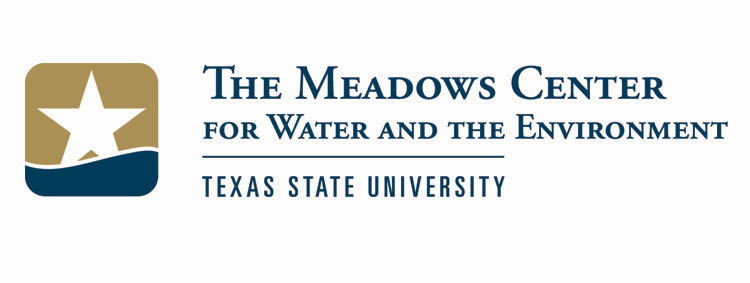 The Meadows Center
for Water and the Environment
TEXAS STATE UNIVERSITY